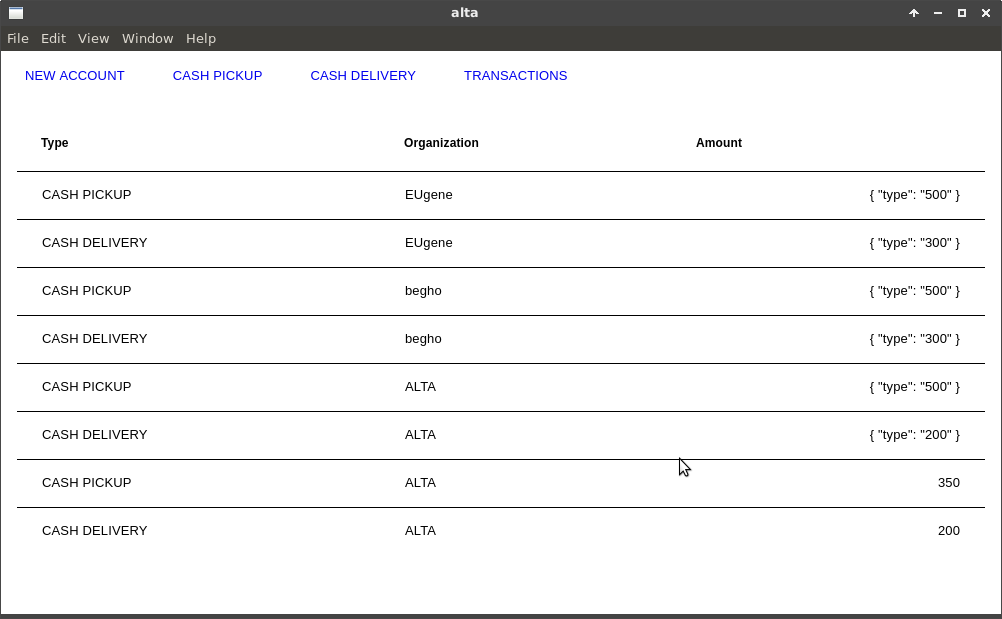 alta
File Edit View Window Help
NEW ACCOUNT CASH PICKUP CASH DELIVERY TRANSACTIONS
Type Organization Amount
CASH PICKUP EUgene { "type": "500" }
CASH DELIVERY EUgene { "type": "300" }
CASH PICKUP begho { "type": "500" }
CASH DELIVERY begho { "type": "300" }
CASH PICKUP ALTA { "type": "500" }
CASH DELIVERY ALTA { "type": "200" }
CASH PICKUP ALTA 350
CASH DELIVERY ALTA 200